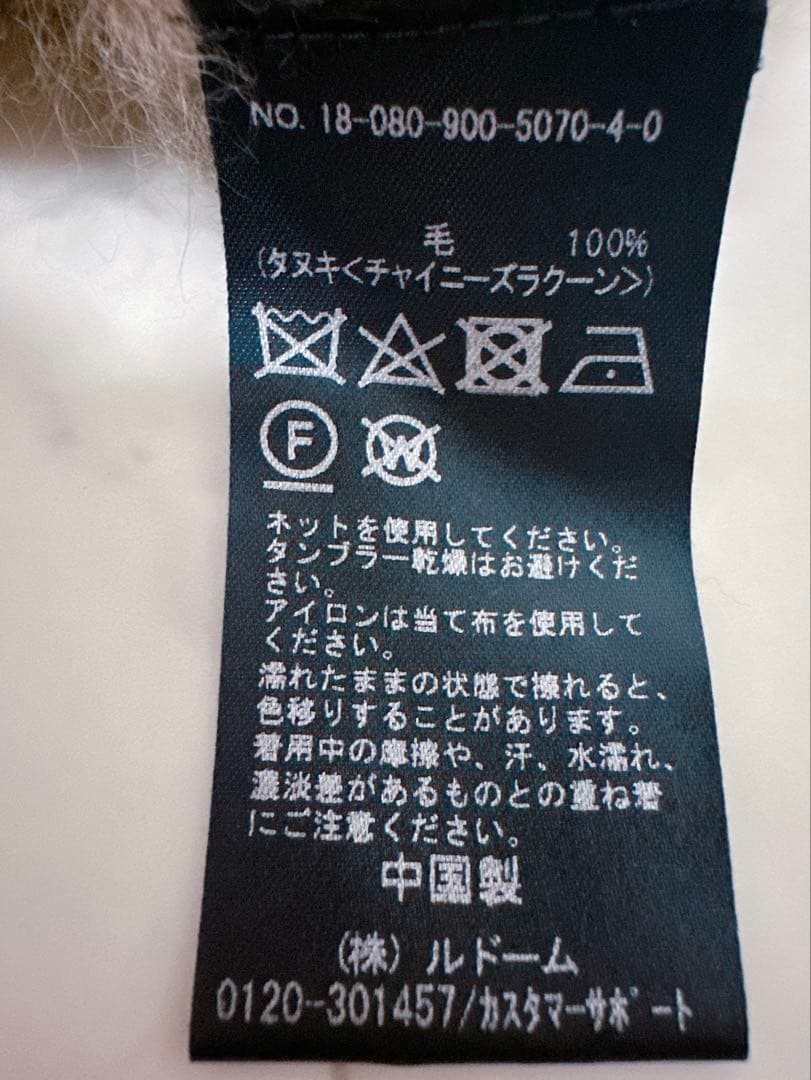 NO. 18-080-900-5070-4-0
毛 100%
(タヌキ<チャイニーズラクーン>)
F W
ネットを使用してください。
タンブラー乾燥はお避けくだ
さい。
アイロンは当て布を使用して
ください。
濡れたままの状態で擦れると、
色移りすることがあります。
着用中の摩擦や、汗、水濡れ、
濃淡差があるものとの重ね着
にご注意ください。
中国製
(株) ルドーム
0120-301457/カスタマーサポート